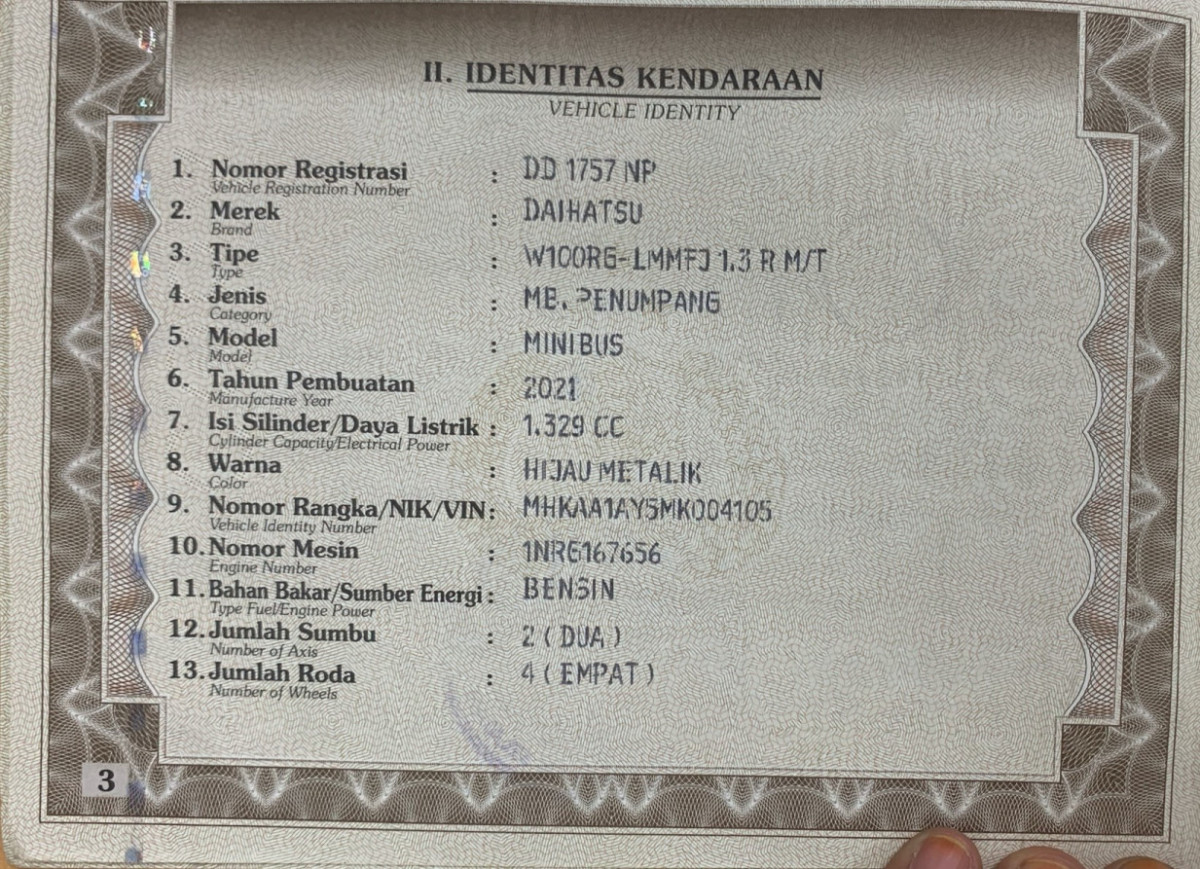 II. IDENTITAS KENDARAAN
VEHICLE IDENTITY
1. Nomor Registrasi : DD 1757 NP
Vehicle Registration Number
2. Merek : DAIHATSU
Brand
3. Tipe : W100RG-LMMFJ 1.3 R M/T
Type
4. Jenis : MB. PENUMPANG
Category
5. Model : MINIBUS
Model
6. Tahun Pembuatan : 2021
Manufacture Year
7. Isi Silinder/Daya Listrik : 1.329 CC
Cylinder Capacity/Electrical Power
8. Warna : HIJAU METALIK
Color
9. Nomor Rangka/NIK/VIN : MHKAA1AY5MK004105
Vehicle Identity Number
10. Nomor Mesin : 1NRG167656
Engine Number
11. Bahan Bakar/Sumber Energi : BENSIN
Type Fuel/Engine Power
12. Jumlah Sumbu : 2 ( DUA )
Number of Axis
13. Jumlah Roda : 4 ( EMPAT )
Number of Wheels
3